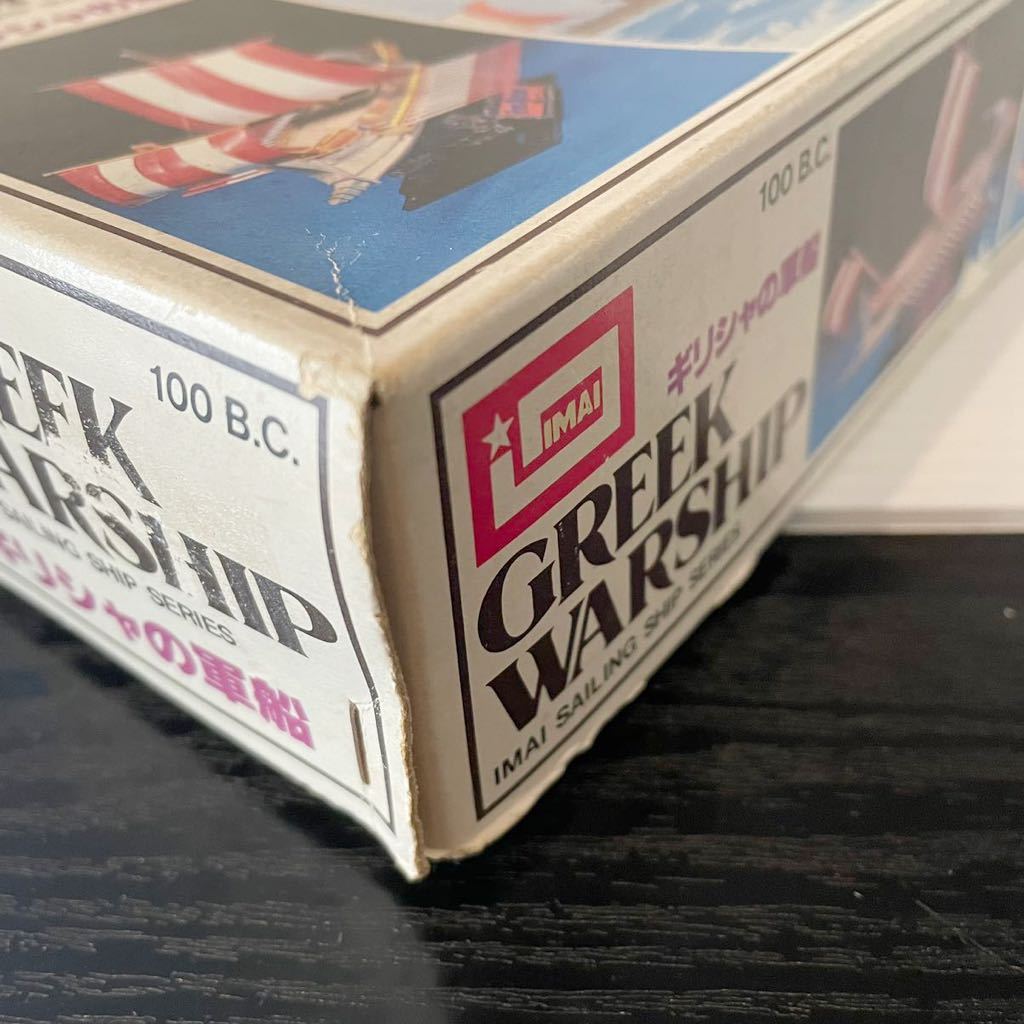 100 B.C.
WARSHIP
SAILING SHIP SERIES
ギリシャの軍船
100 B.C.
ギリシャの軍船
IMAI
GREEK
WARSHIP
IMAI SAILING SHIP SERIES